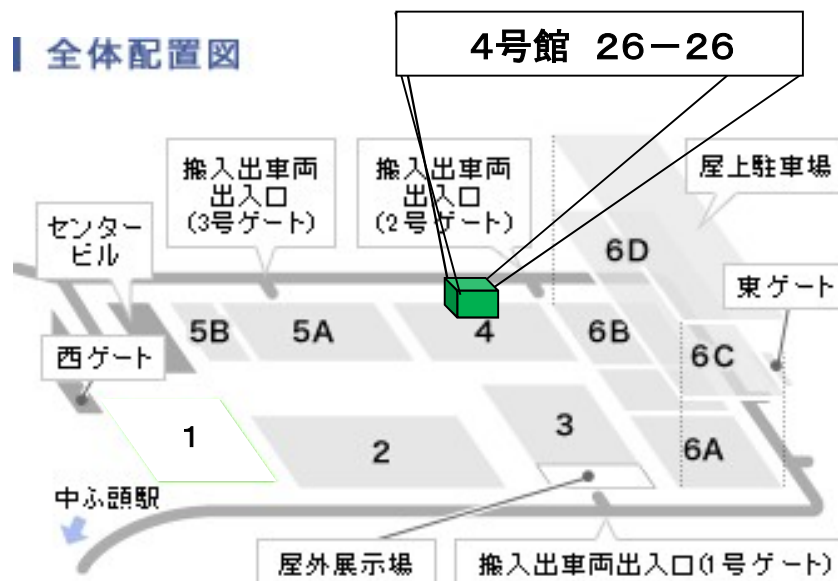 全体配置図
4号館 26−26
搬入出車両
出入口
(3号ゲート)
搬入出車両
出入口
(2号ゲート)
屋上駐車場
センター
ビル
6D
東ゲート
5B
5A
4
6B
6C
西ゲート
1
2
3
6A
中ふ頭駅
屋外展示場
搬入出車両出入口(1号ゲート)